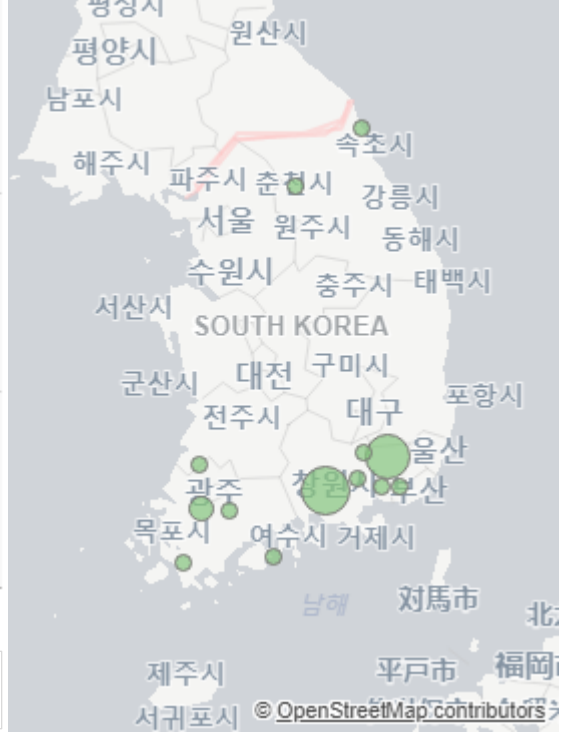 평성시
원산시
평양시
남포시
속초시
해주시
파주시
춘천시
강릉시
서울
원주시
동해시
수원시
충주시
태백시
서산시
SOUTH KOREA
구미시
대전
군산시
포항시
대구
전주시
울산
창원시
광주
부산
목포시
여수시
거제시
남해
対馬市
제주시
平戸市
서귀포시
© OpenStreetMap contributors